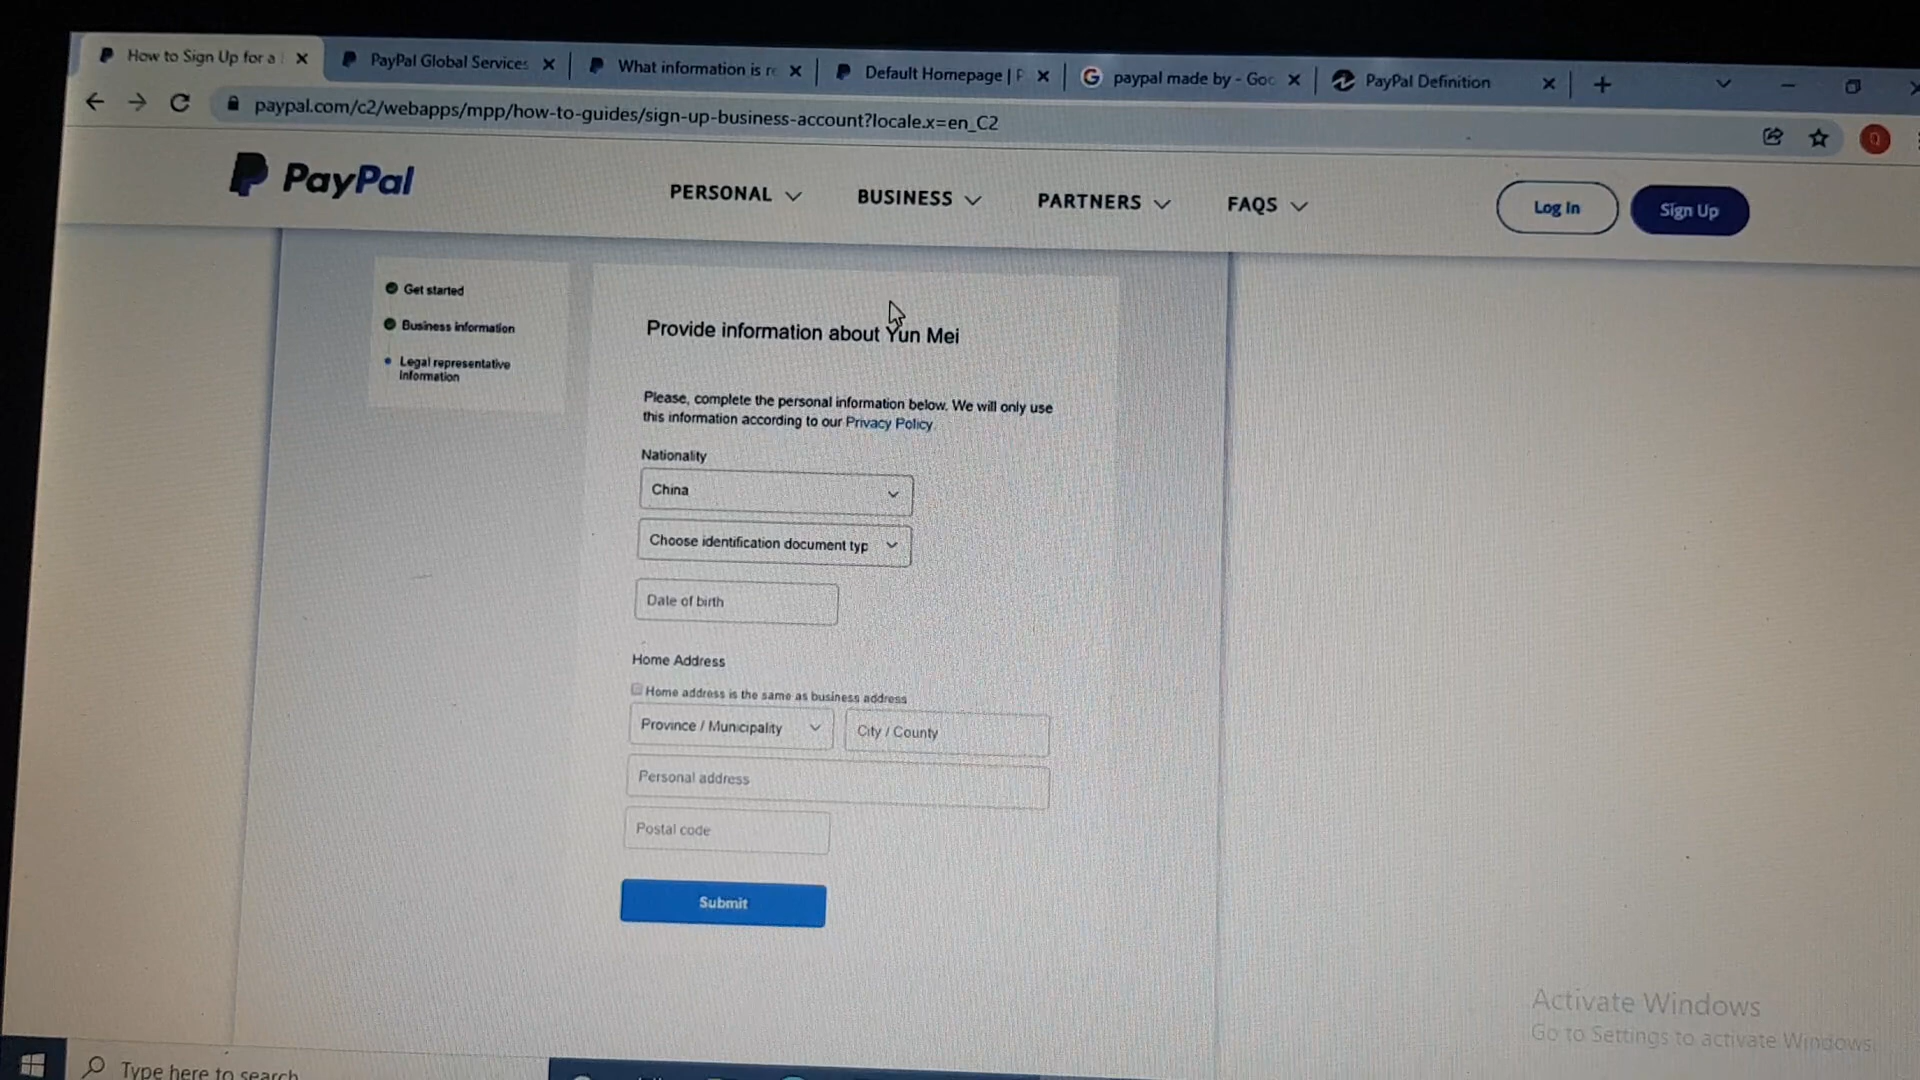 How to Sign Up for a
PayPal Global Services
What information is re
Default Homepage | P
paypal made by - Goo
PayPal Definition
paypal.com/c2/webapps/mpp/how-to-guides/sign-up-business-account?locale.x=en_C2
PayPal
PERSONAL
BUSINESS
PARTNERS
FAQS
Log In
Sign Up
Get started
Business information
Legal representative
Information
Provide information about Yun Mei
Please, complete the personal information below. We will only use
this information according to our Privacy Policy.
Nationality
China
Choose identification document typ
Date of birth
Home Address
Home address is the same as business address
Province / Municipality
City / County
Personal address
Postal code
Submit
Activate Windows
Go to Settings to activate Windows.
Type here to search